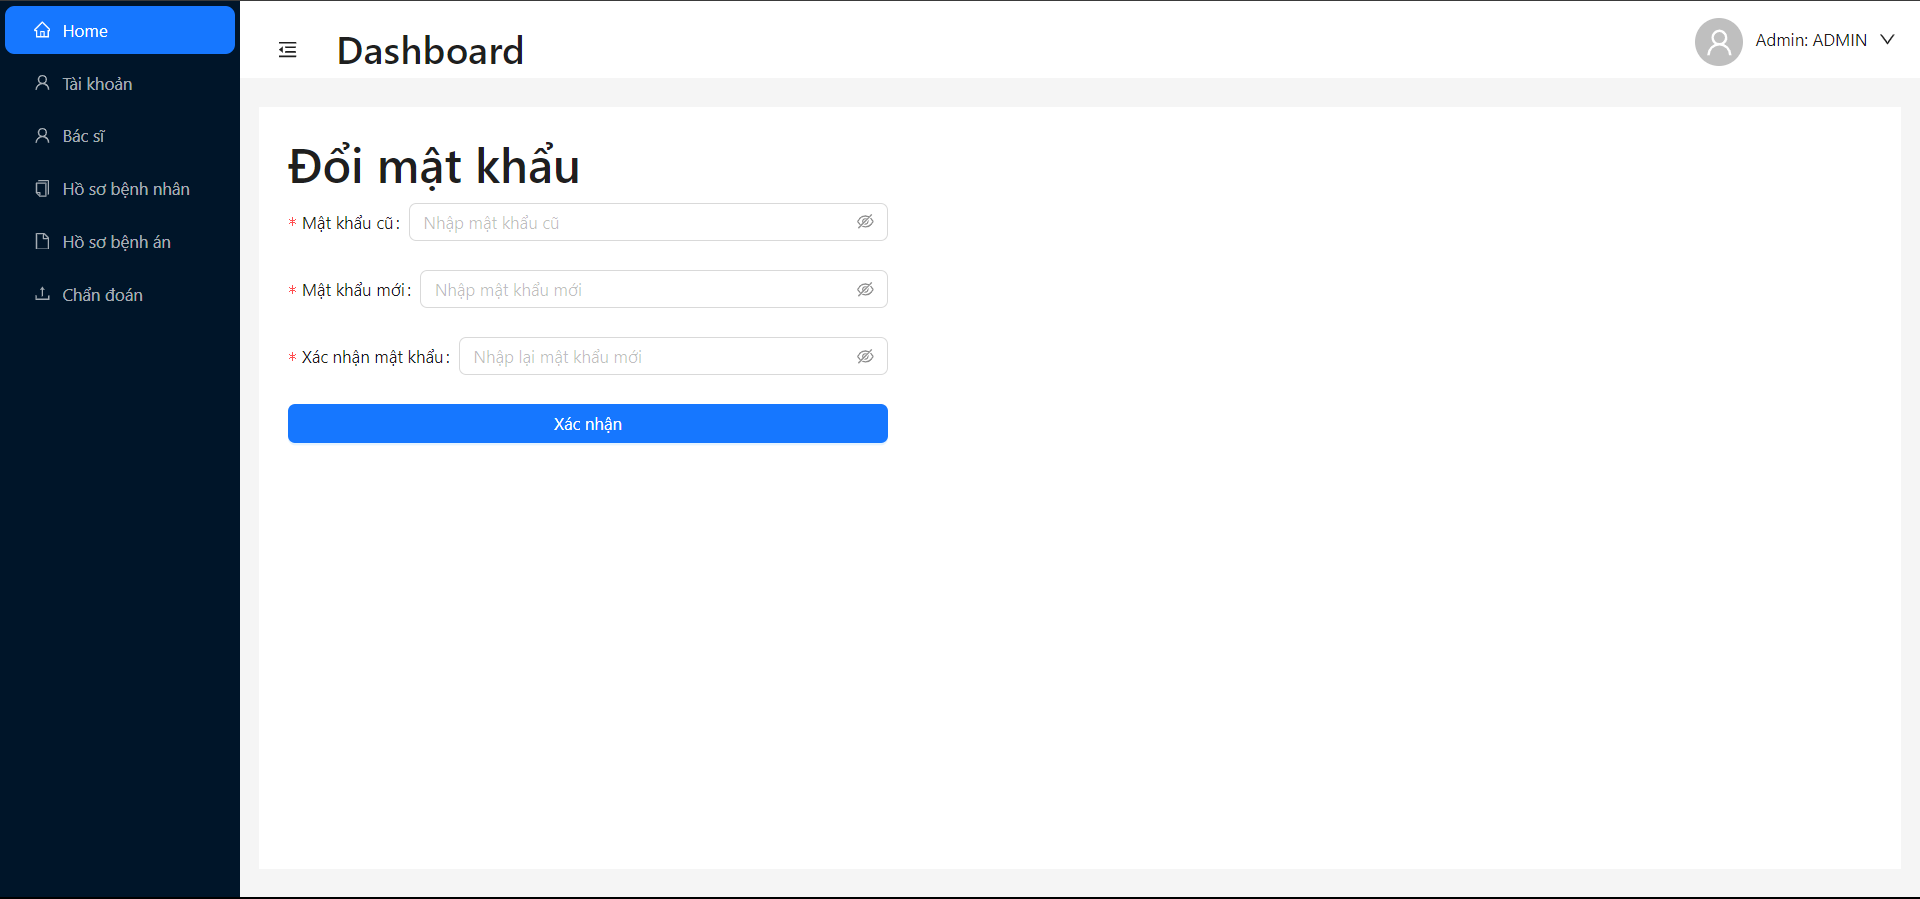 Home
Tài khoản
Bác sĩ
Hồ sơ bệnh nhân
Hồ sơ bệnh án
Chẩn đoán
Dashboard
Admin: ADMIN
Đổi mật khẩu
* Mật khẩu cũ: Nhập mật khẩu cũ
* Mật khẩu mới: Nhập mật khẩu mới
* Xác nhận mật khẩu: Nhập lại mật khẩu mới
Xác nhận